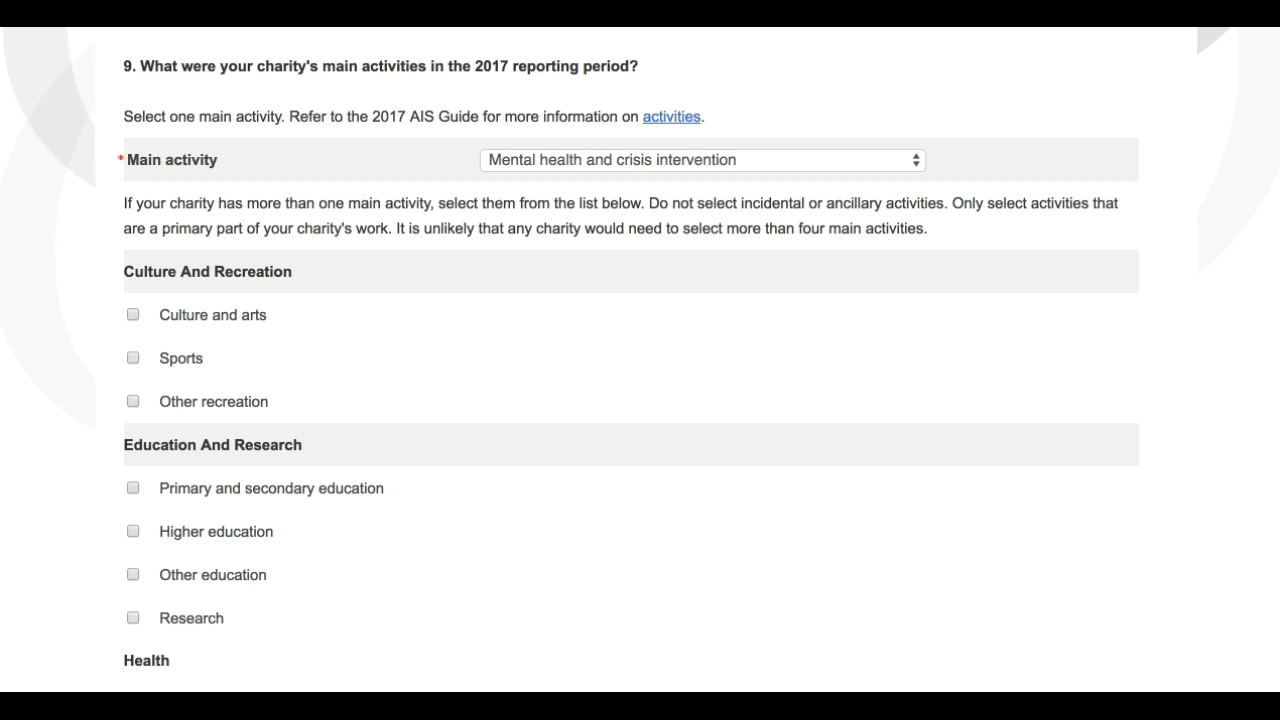 9. What were your charity's main activities in the 2017 reporting period?
Select one main activity. Refer to the 2017 AIS Guide for more information on activities.
* Main activity Mental health and crisis intervention
If your charity has more than one main activity, select them from the list below. Do not select incidental or ancillary activities. Only select activities that
are a primary part of your charity's work. It is unlikely that any charity would need to select more than four main activities.
Culture And Recreation
Culture and arts
Sports
Other recreation
Education And Research
Primary and secondary education
Higher education
Other education
Research
Health